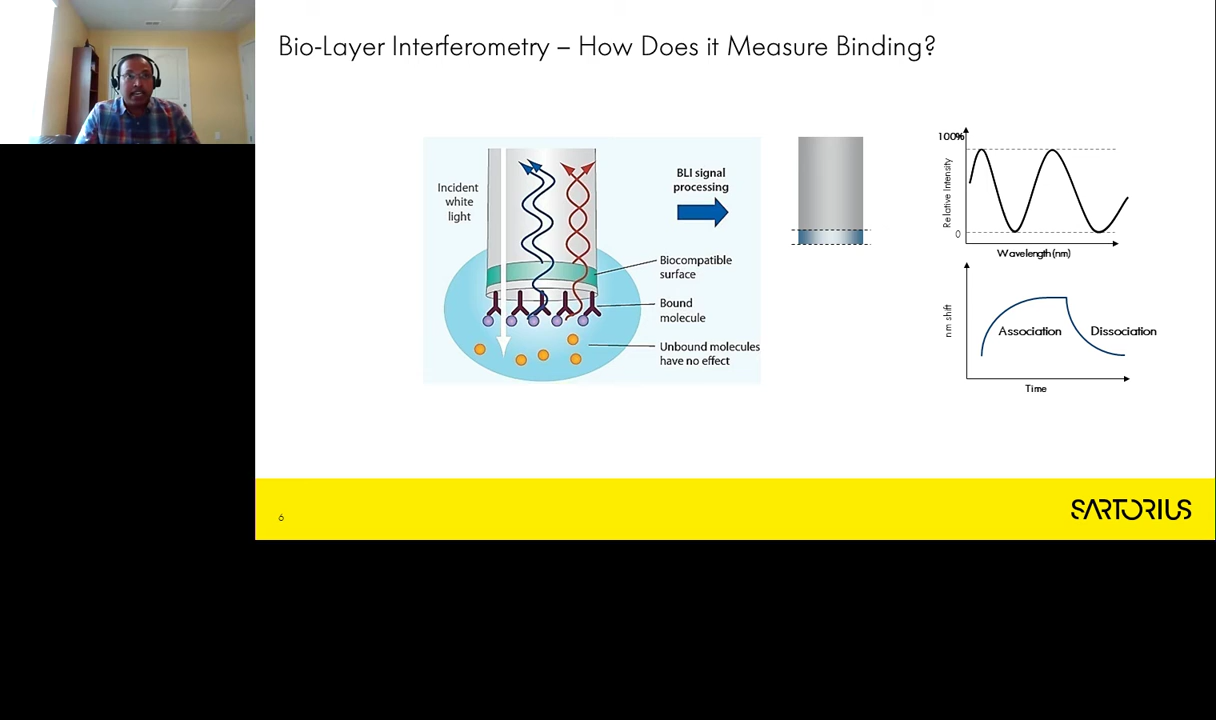 Bio-Layer Interferometry – How Does it Measure Binding?
Incident
white
light
BLI signal
processing
Biocompatible
surface
Bound
molecule
Unbound molecules
have no effect
100%
Relative Intensity
0
Wavelength (nm)
nm shift
Association
Dissociation
Time
6
SARTORIUS